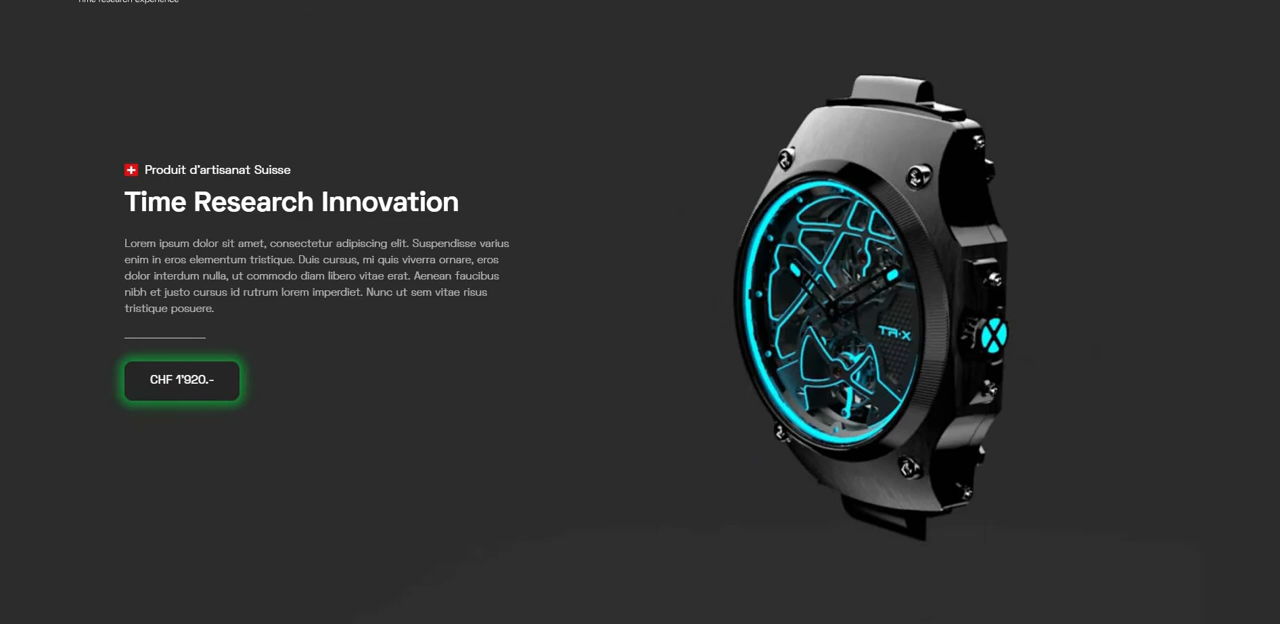 Time research experience
Produit d'artisanat Suisse
Time Research Innovation
Lorem ipsum dolor sit amet, consectetur adipiscing elit. Suspendisse varius
enim in eros elementum tristique. Duis cursus, mi quis viverra ornare, eros
dolor interdum nulla, ut commodo diam libero vitae erat. Aenean faucibus
nibh et justo cursus id rutrum lorem imperdiet. Nunc ut sem vitae risus
tristique posuere.
CHF 1'920.-
TR-X